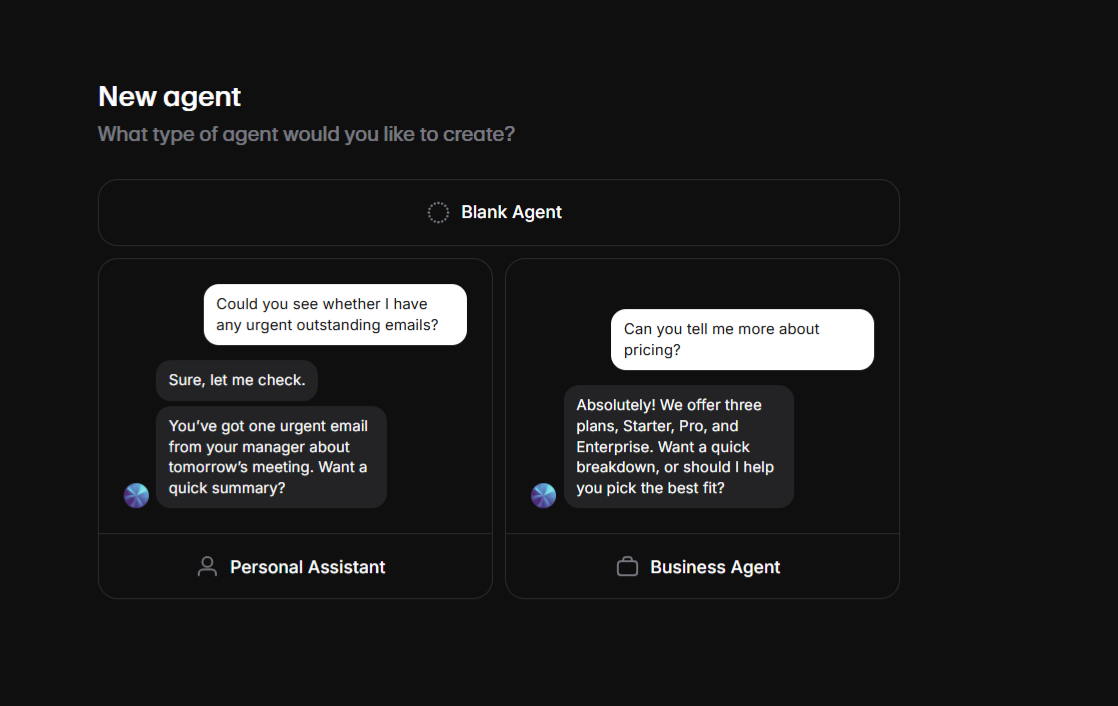 New agent
What type of agent would you like to create?
Blank Agent
Could you see whether I have
any urgent outstanding emails?
Sure, let me check.
You’ve got one urgent email
from your manager about
tomorrow’s meeting. Want a
quick summary?
Personal Assistant
Can you tell me more about
pricing?
Absolutely! We offer three
plans, Starter, Pro, and
Enterprise. Want a quick
breakdown, or should I help
you pick the best fit?
Business Agent